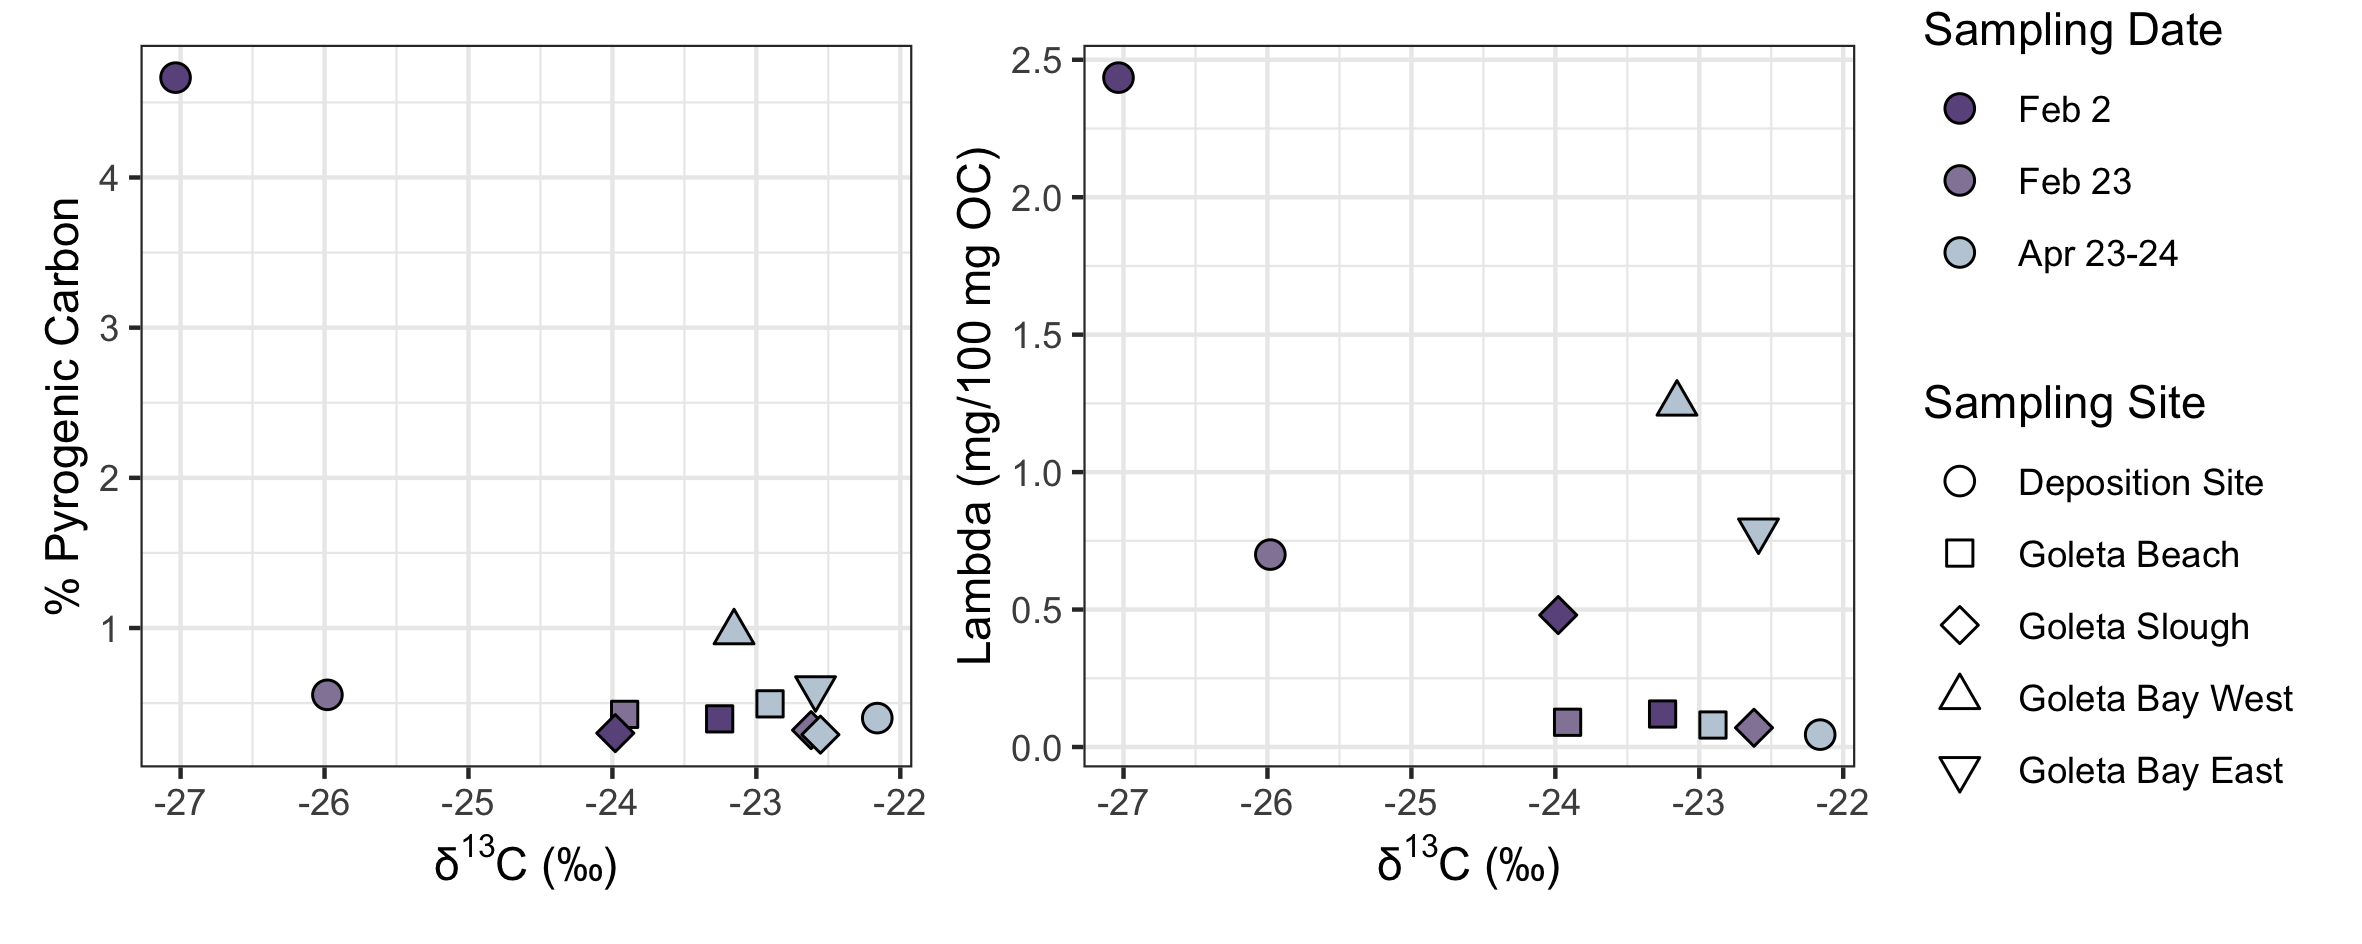 % Pyrogenic Carbon
4
3
2
1
-27 -26 -25 -24 -23 -22
δ¹³C (‰)
Lambda (mg/100 mg OC)
2.5
2.0
1.5
1.0
0.5
0.0
-27 -26 -25 -24 -23 -22
δ¹³C (‰)
Sampling Date
Feb 2
Feb 23
Apr 23-24
Sampling Site
Deposition Site
Goleta Beach
Goleta Slough
Goleta Bay West
Goleta Bay East